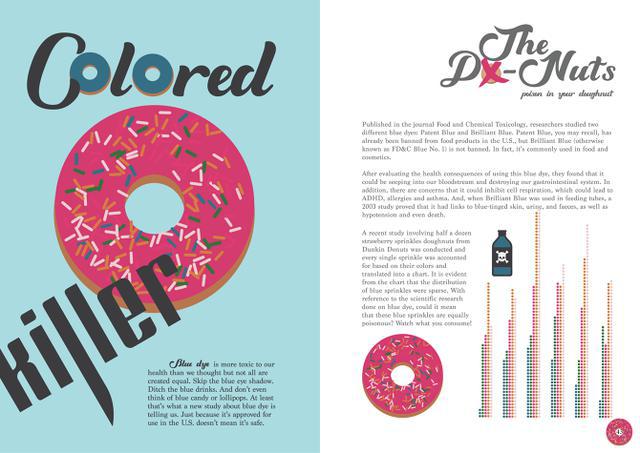 Colored
killer
Blue dye is more toxic to our
health than we thought but not all are
created equal. Skip the blue eye shadow.
Ditch the blue drinks. And don't even
think of blue candy or lollipops. At least
that's what a new study about blue dye is
telling us. Just because it's approved for
use in the U.S. doesn't mean it's safe.
The
Do-Nuts
poison in your doughnut
Published in the journal Food and Chemical Toxicology, researchers studied two
different blue dyes: Patent Blue and Brilliant Blue. Patent Blue, you may recall, has
already been banned from food products in the U.S., but Brilliant Blue (otherwise
known as FD&C Blue No. 1) is not banned. In fact, it's commonly used in food and
cosmetics.
After evaluating the health consequences of using this blue dye, they found that it
could be seeping into our bloodstream and destroying our gastrointestinal system. In
addition, there are concerns that it could inhibit cell respiration, which could lead to
ADHD, allergies and asthma. And, when Brilliant Blue was used in feeding tubes, a
2003 study proved that it had links to blue-tinged skin, urine, and faeces, as well as
hypotension and even death.
A recent study involving half a dozen
strawberry sprinkles doughnuts from
Dunkin Donuts was conducted and
every single sprinkle was accounted
for based on their colors and
translated into a chart. It is evident
from the chart that the distribution
of blue sprinkles were sparse. With
reference to the scientific research
done on blue dye, could it mean
that these blue sprinkles are equally
poisonous? Watch what you consume!